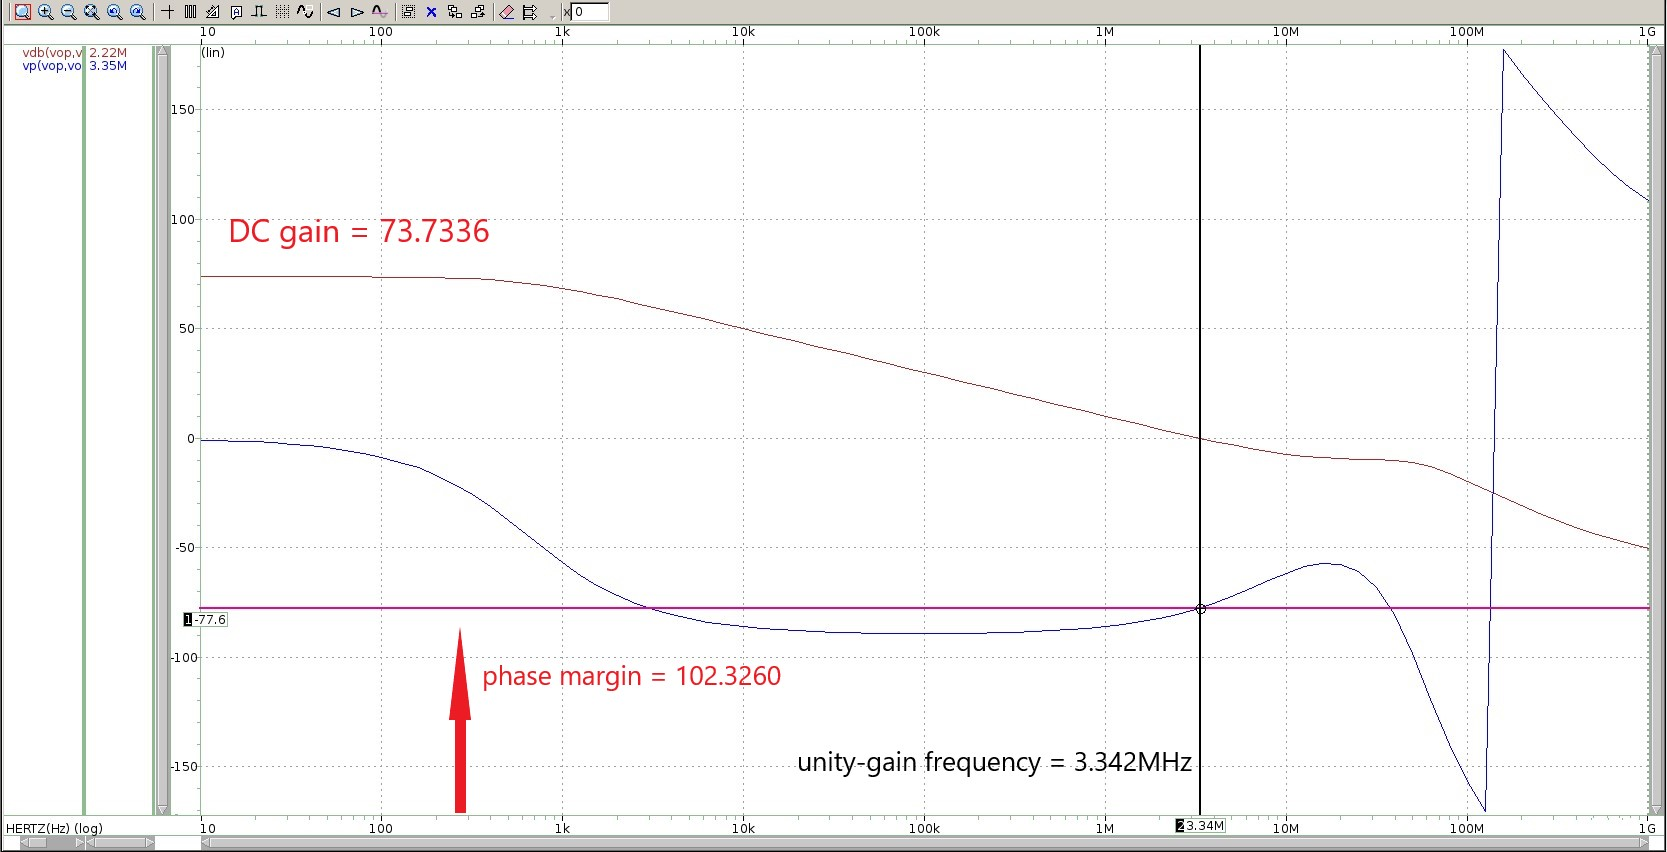 x 0
10 100 1k 10k 100k 1M 10M 100M 1G
vdb(vop,v 2.22M
vp(vop,vo 3.35M
(lin)
150
100
DC gain = 73.7336
50
0
-50
1 -77.6
-100
phase margin = 102.3260
-150
unity-gain frequency = 3.342MHz
HERTZ(Hz) (log)
10 100 1k 10k 100k 1M 2 3.34M 10M 100M 1G